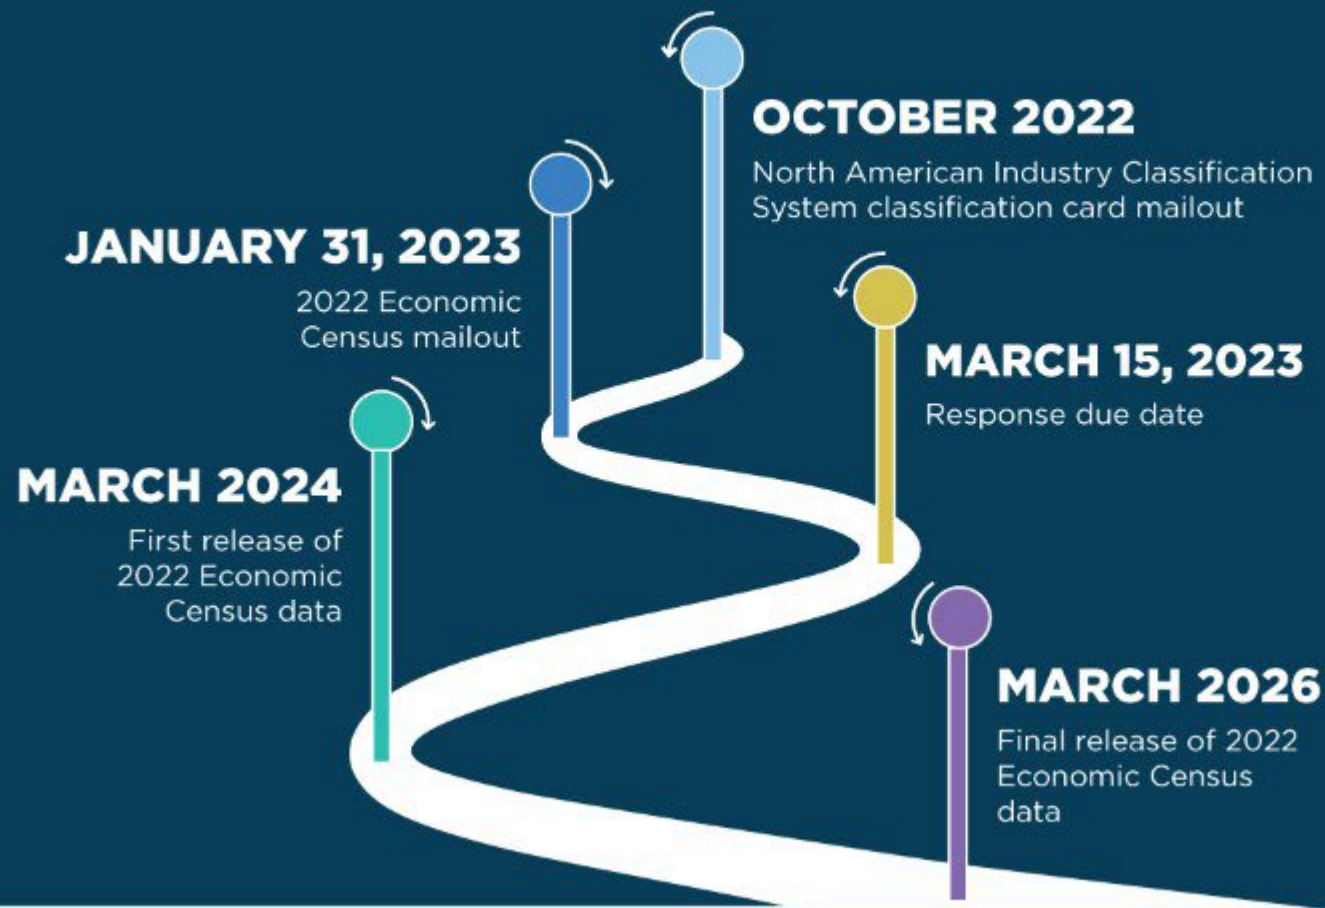 OCTOBER 2022
North American Industry Classification
System classification card mailout
JANUARY 31, 2023
2022 Economic
Census mailout
MARCH 15, 2023
Response due date
MARCH 2024
First release of
2022 Economic
Census data
MARCH 2026
Final release of 2022
Economic Census
data